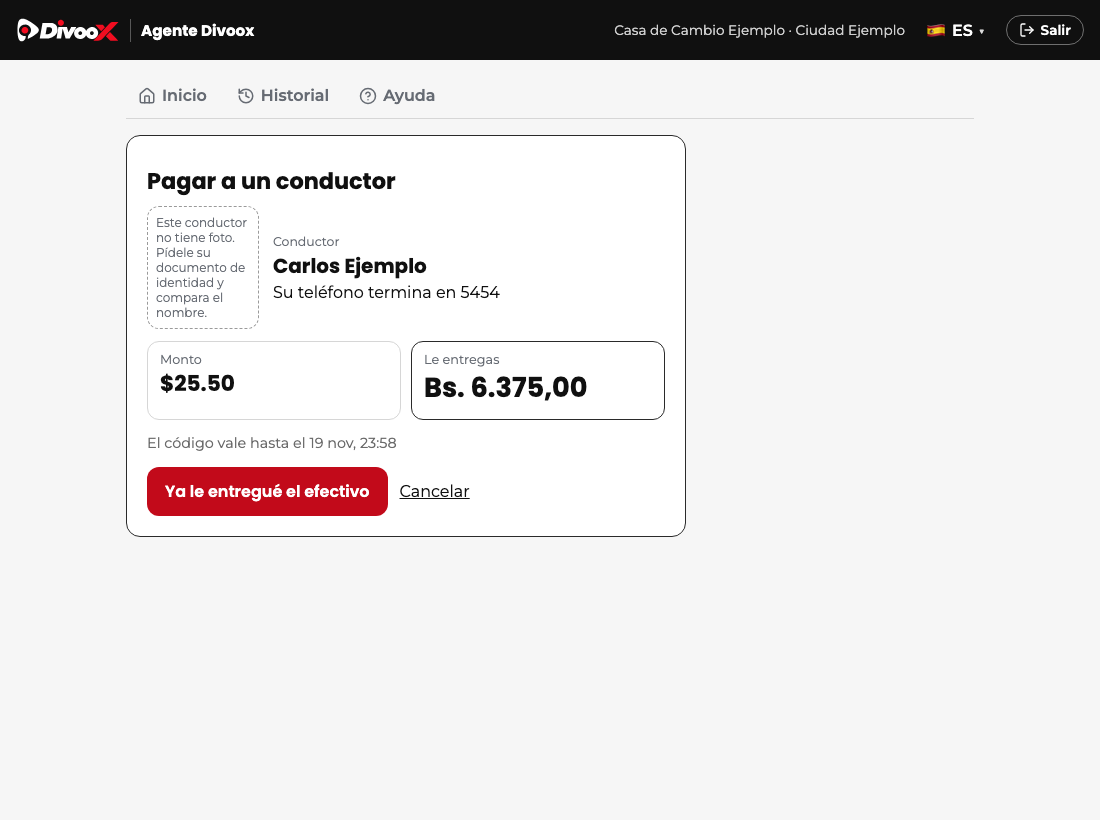 Divoox
Agente Divoox
Casa de Cambio Ejemplo · Ciudad Ejemplo
ES
Salir
Inicio
Historial
Ayuda
Pagar a un conductor
Este conductor
no tiene foto.
Pídele su
documento de
identidad y
compara el
nombre.
Conductor
Carlos Ejemplo
Su teléfono termina en 5454
Monto
$25.50
Le entregas
Bs. 6.375,00
El código vale hasta el 19 nov, 23:58
Ya le entregué el efectivo
Cancelar